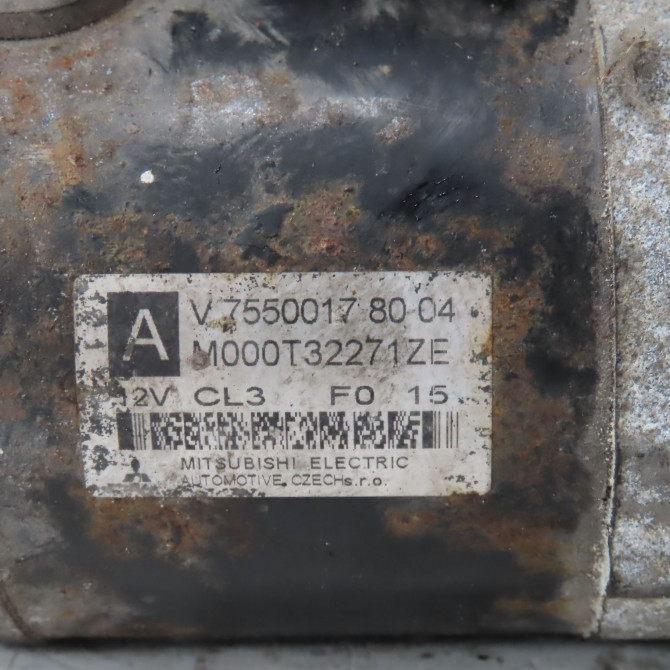 A
V 7550017 80 04
M000T32271ZE
12V CL3 F0 15
MITSUBISHI ELECTRIC
AUTOMOTIVE CZECH s.r.o.